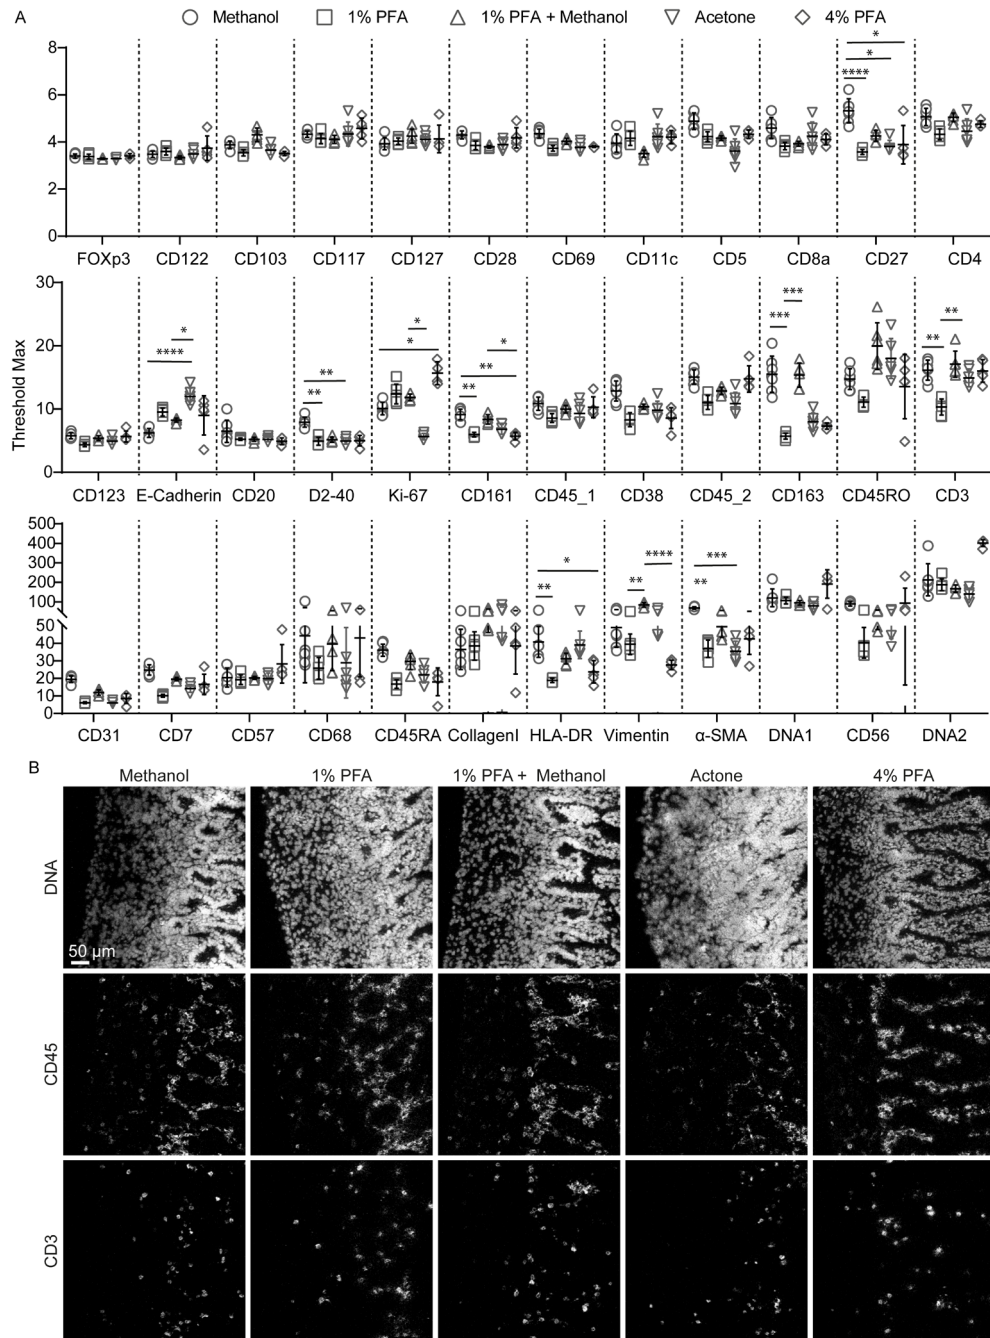 A
Methanol 1% PFA 1% PFA + Methanol Acetone 4% PFA
8
6
4
2
0
* * ****
FOXp3 CD122 CD103 CD117 CD127 CD28 CD69 CD11c CD5 CD8a CD27 CD4
Threshold Max
30
20
10
0
**** * ** ** * * ** ** * *** *** ** **
CD123 E-Cadherin CD20 D2-40 Ki-67 CD161 CD45_1 CD38 CD45_2 CD163 CD45RO CD3
500
400
300
200
100
50
40
30
20
10
0
** * ** **** ** ***
CD31 CD7 CD57 CD68 CD45RA CollagenI HLA-DR Vimentin α-SMA DNA1 CD56 DNA2
B
Methanol 1% PFA 1% PFA + Methanol Actone 4% PFA
DNA
50 µm
CD45
CD3